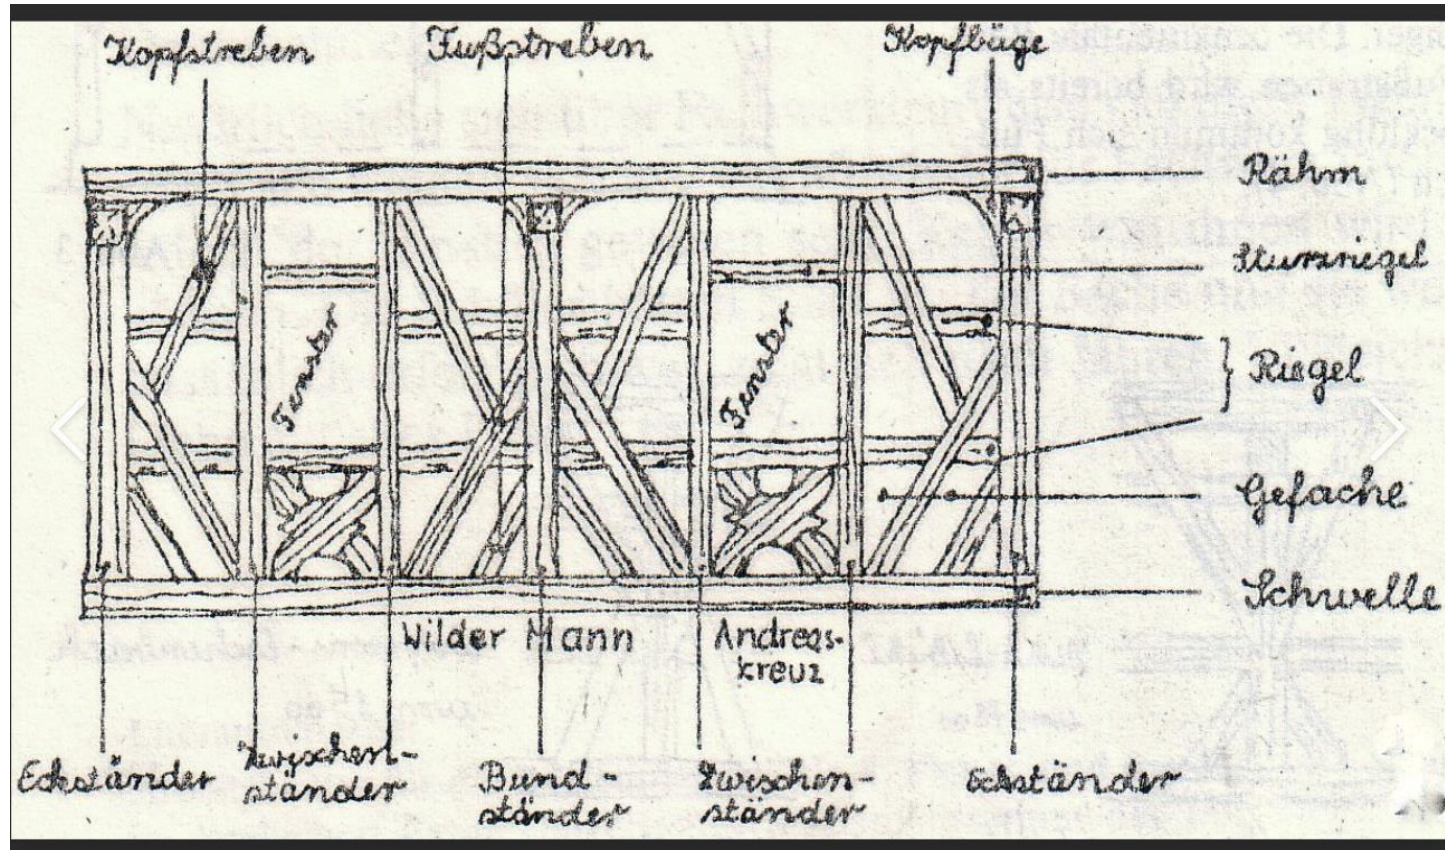 Kopfstreben
Fußstreben
Kopfbüge
Rähm
Sturzriegel
Fenster
Fenster
Riegel
Gefache
Schwelle
Wilder Mann
Andreas-
kreuz
Eckständer
Zwischen-
ständer
Bund-
ständer
Zwischen-
ständer
Eckständer